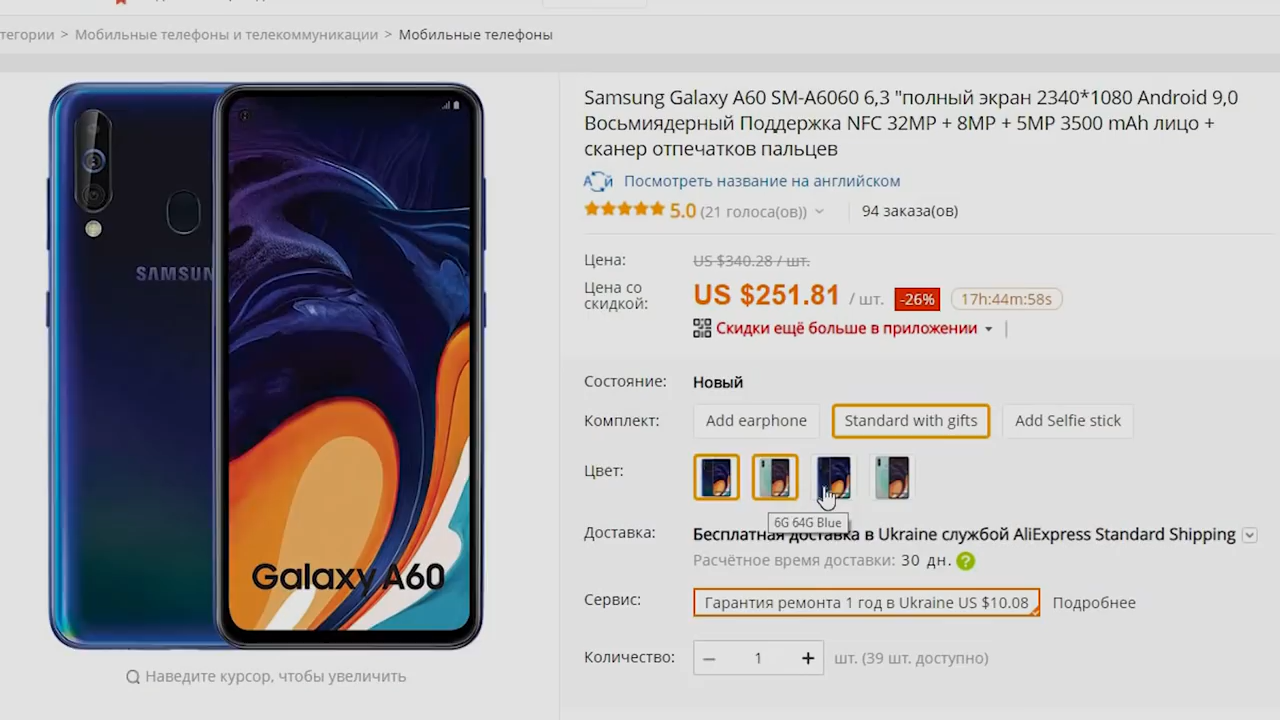 тегории > Мобильные телефоны и телекоммуникации > Мобильные телефоны
SAMSUN
Galaxy A60
Наведите курсор, чтобы увеличить
Samsung Galaxy A60 SM-A6060 6,3 "полный экран 2340*1080 Android 9,0
Восьмиядерный Поддержка NFC 32MP + 8MP + 5MP 3500 mAh лицо +
сканер отпечатков пальцев
Посмотреть название на английском
5.0 (21 голоса(ов)) 94 заказа(ов)
Цена: US $340.28 / шт.
Цена со
скидкой: US $251.81 / шт. -26% 17h:44m:58s
Скидки ещё больше в приложении
Состояние: Новый
Комплект: Add earphone Standard with gifts Add Selfie stick
Цвет:
6G 64G Blue
Доставка: Бесплатная доставка в Ukraine службой AliExpress Standard Shipping
Расчётное время доставки: 30 дн. ?
Сервис: Гарантия ремонта 1 год в Ukraine US $10.08 Подробнее
Количество: − 1 + шт. (39 шт. доступно)